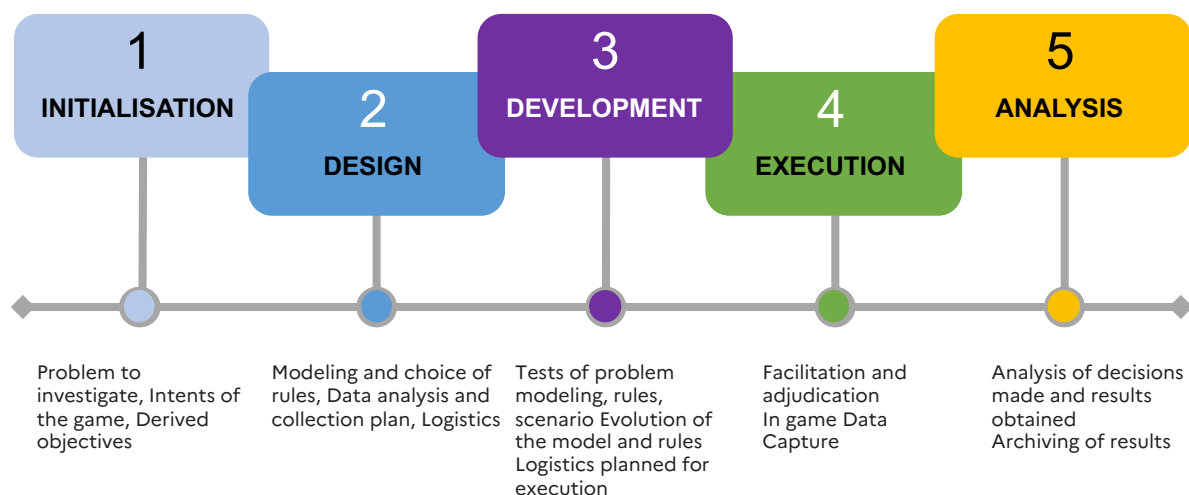 1
INITIALISATION
2
DESIGN
3
DEVELOPMENT
4
EXECUTION
5
ANALYSIS
Problem to
investigate, Intents of
the game, Derived
objectives
Modeling and choice of
rules, Data analysis and
collection plan, Logistics
Tests of problem
modeling, rules,
scenario Evolution of
the model and rules
Logistics planned for
execution
Facilitation and
adjudication
In game Data
Capture
Analysis of decisions
made and results
obtained
Archiving of results